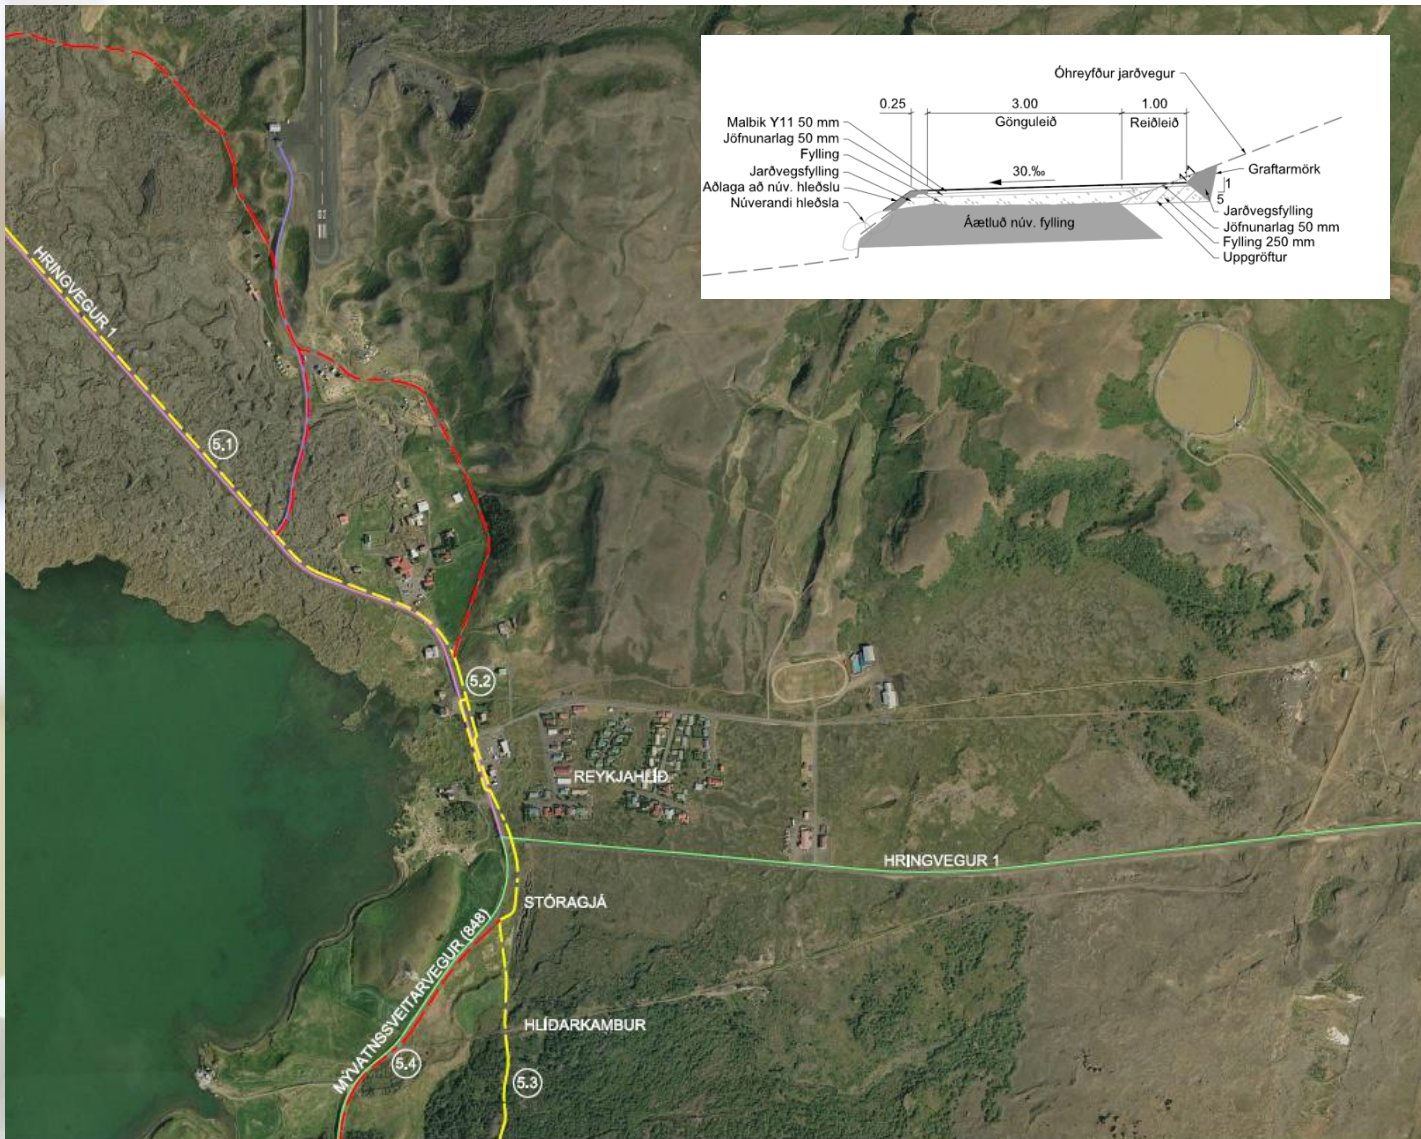 Óhreyfður jarðvegur
0.25
3.00
1.00
Gönguleið
Reiðleið
Malbik Y11 50 mm
Jöfnunarlag 50 mm
Fylling
Jarðvegsfylling
Aðlaga að núv. hleðslu
Núverandi hleðsla
30.‰
Graftarmörk
1
5
Jarðvegsfylling
Jöfnunarlag 50 mm
Fylling 250 mm
Uppgröftur
Áætluð núv. fylling
HRINGVEGUR 1
5.1
5.2
REYKJAHLÍÐ
HRINGVEGUR 1
STÓRAGJÁ
MÝVATNSSVEITARVEGUR (848)
HLÍÐARKAMBUR
5.4
5.3